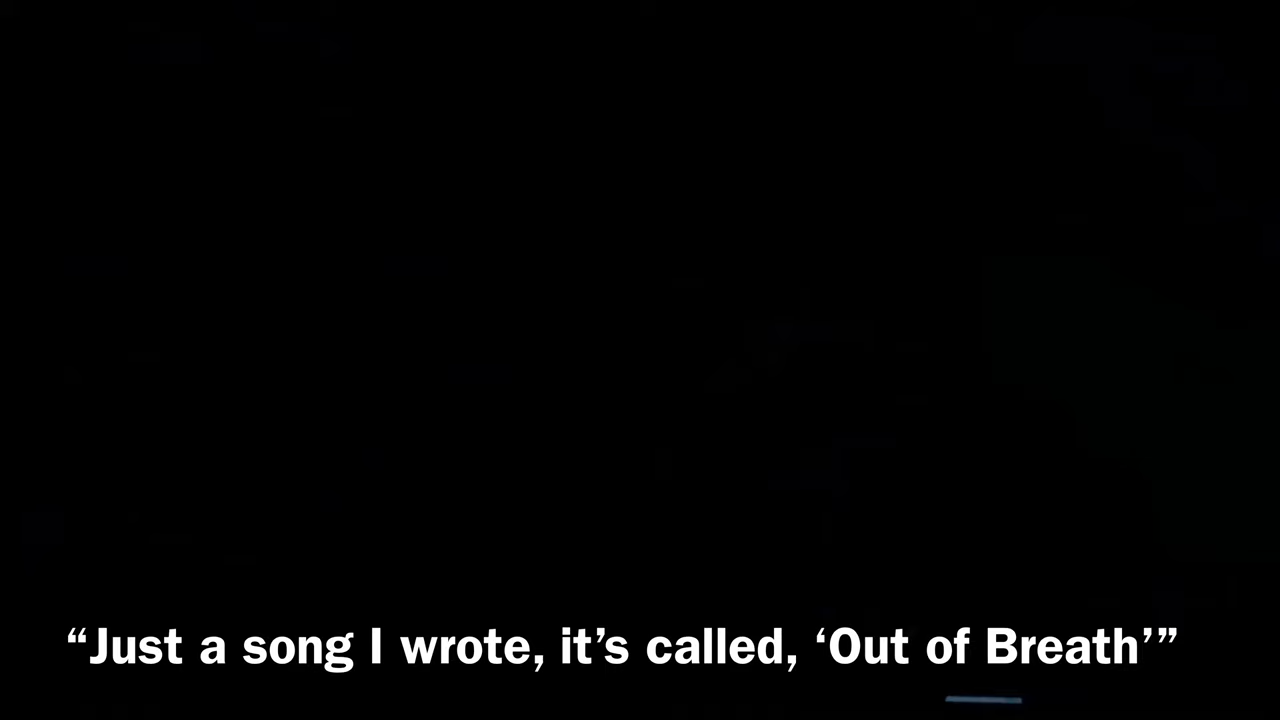 “Just a song I wrote, it’s called, ‘Out of Breath’”